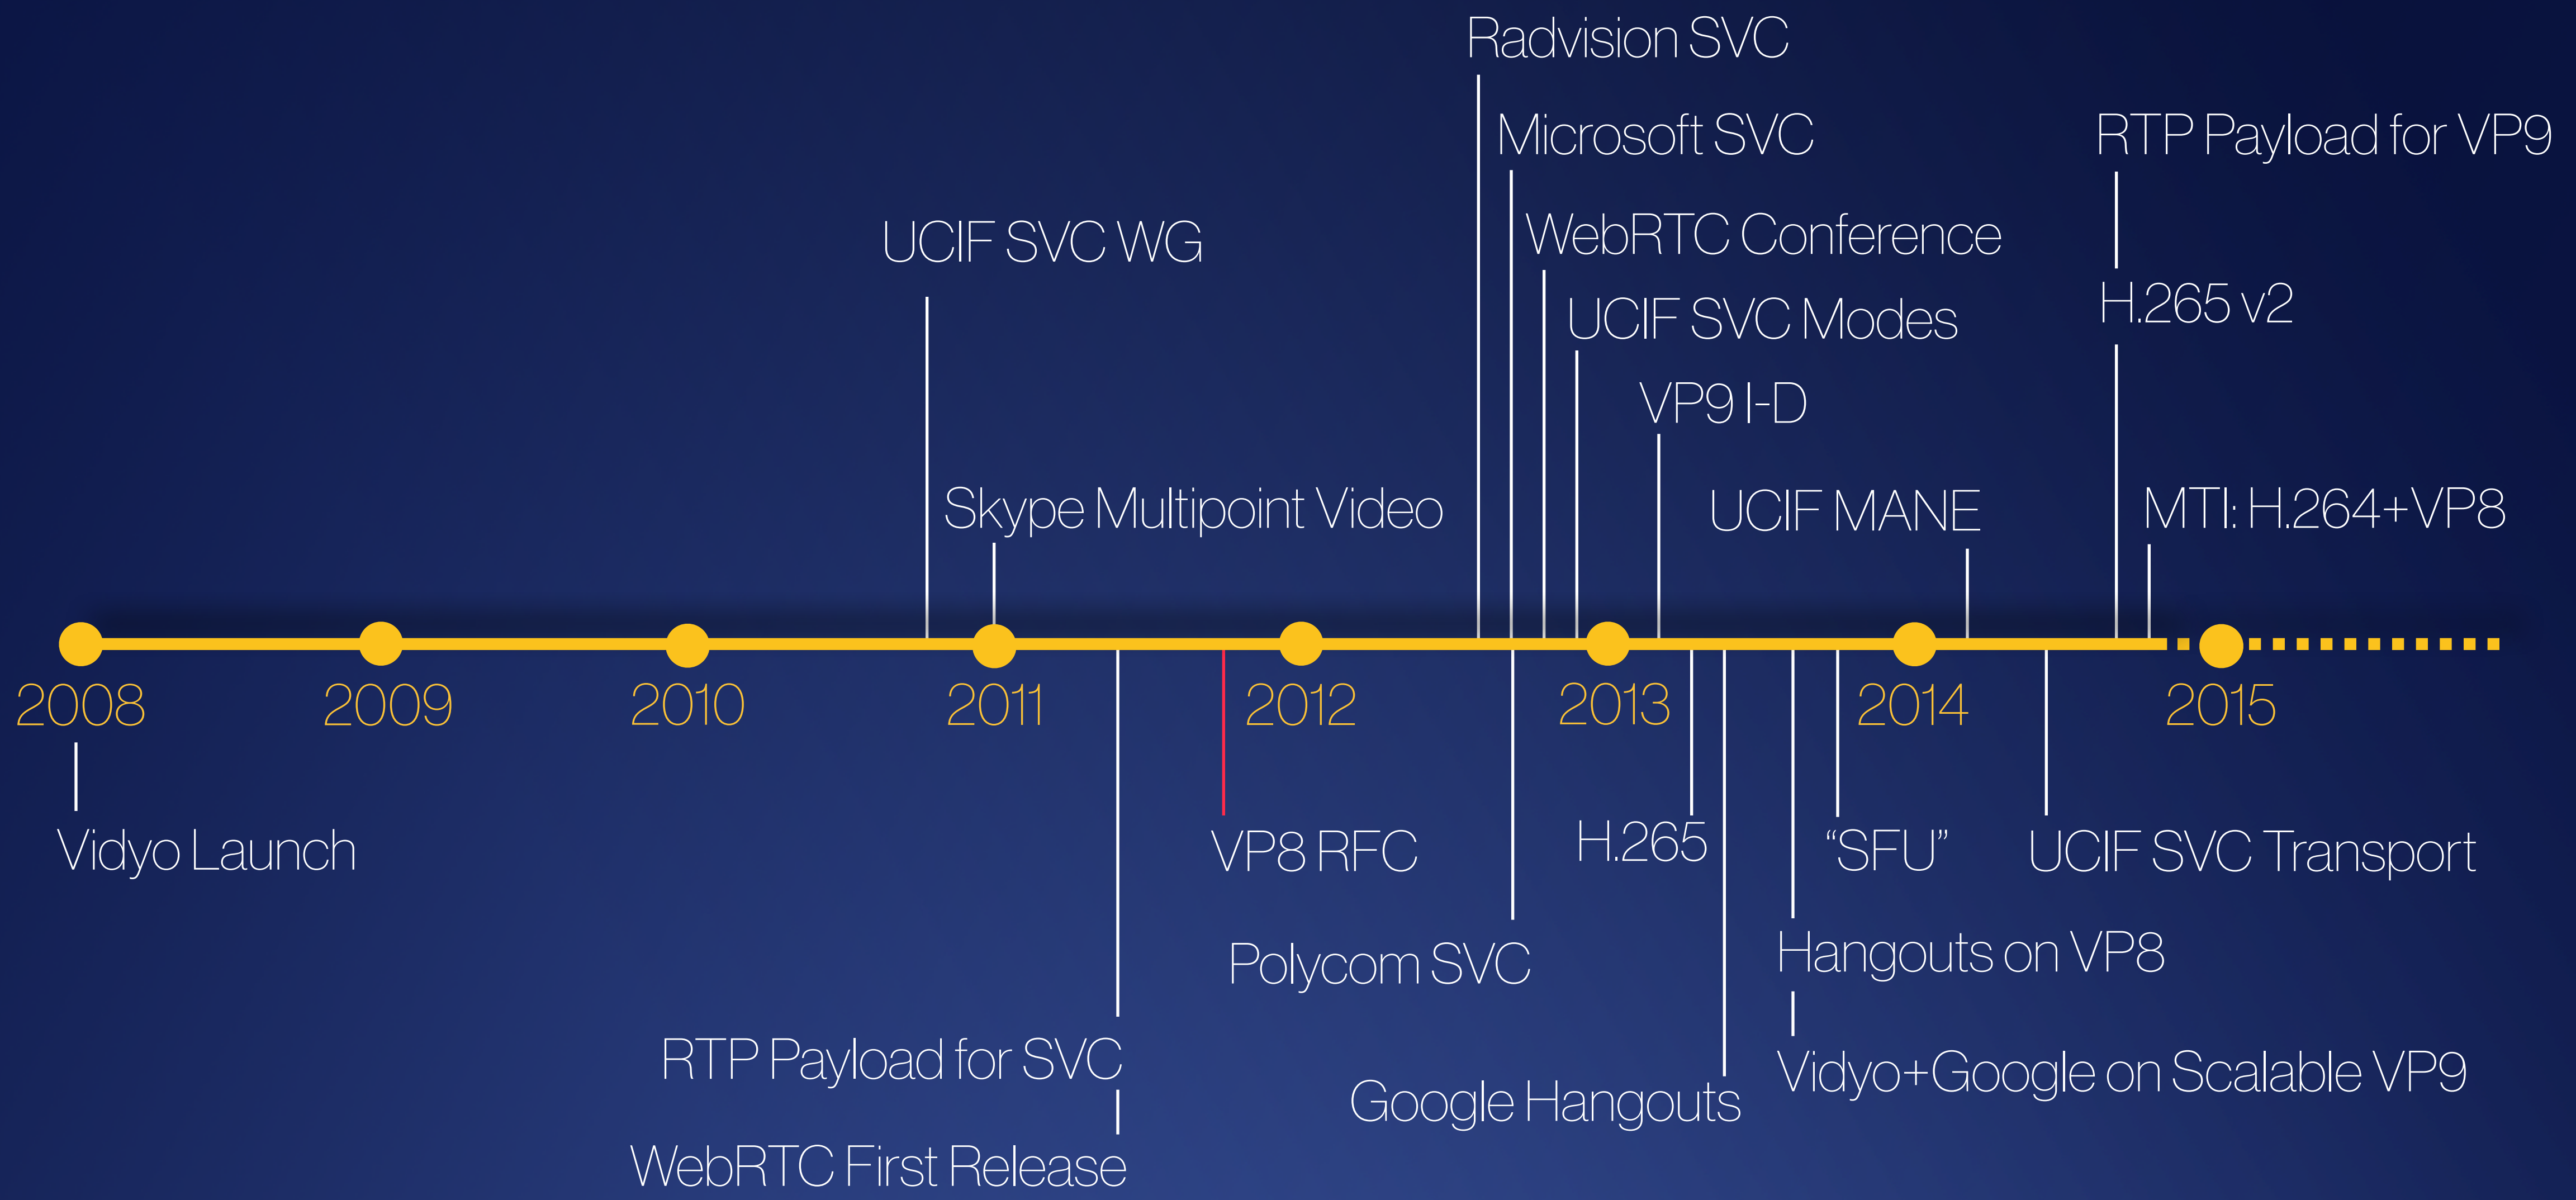 Radvision SVC
Microsoft SVC
RTP Payload for VP9
WebRTC Conference
UCIF SVC WG
H.265 v2
UCIF SVC Modes
VP9 I-D
Skype Multipoint Video
UCIF MANE
MTI: H.264+VP8
2008
2009
2010
2011
2012
2013
2014
2015
Vidyo Launch
VP8 RFC
H.265
“SFU”
UCIF SVC Transport
Polycom SVC
Hangouts on VP8
RTP Payload for SVC
Google Hangouts
Vidyo+Google on Scalable VP9
WebRTC First Release